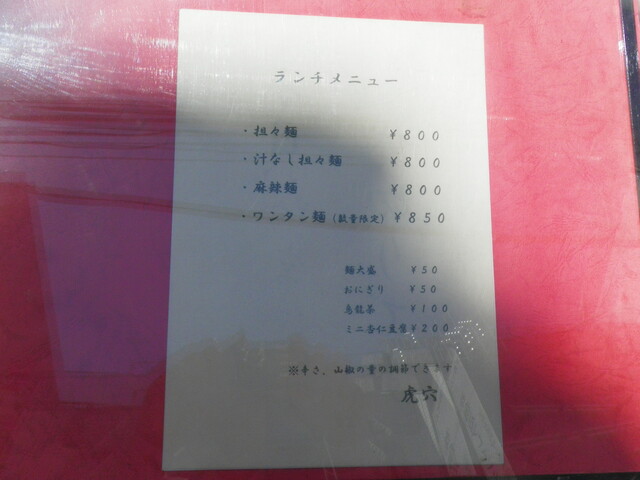 ランチメニュー
・担々麺 ¥800
・汁なし担々麺 ¥800
・麻辣麺 ¥800
・ワンタン麺(数量限定) ¥850
麺大盛 ¥50
おにぎり ¥50
烏龍茶 ¥100
ミニ杏仁豆腐 ¥200
※辛さ、山椒の量の調節できます
虎穴